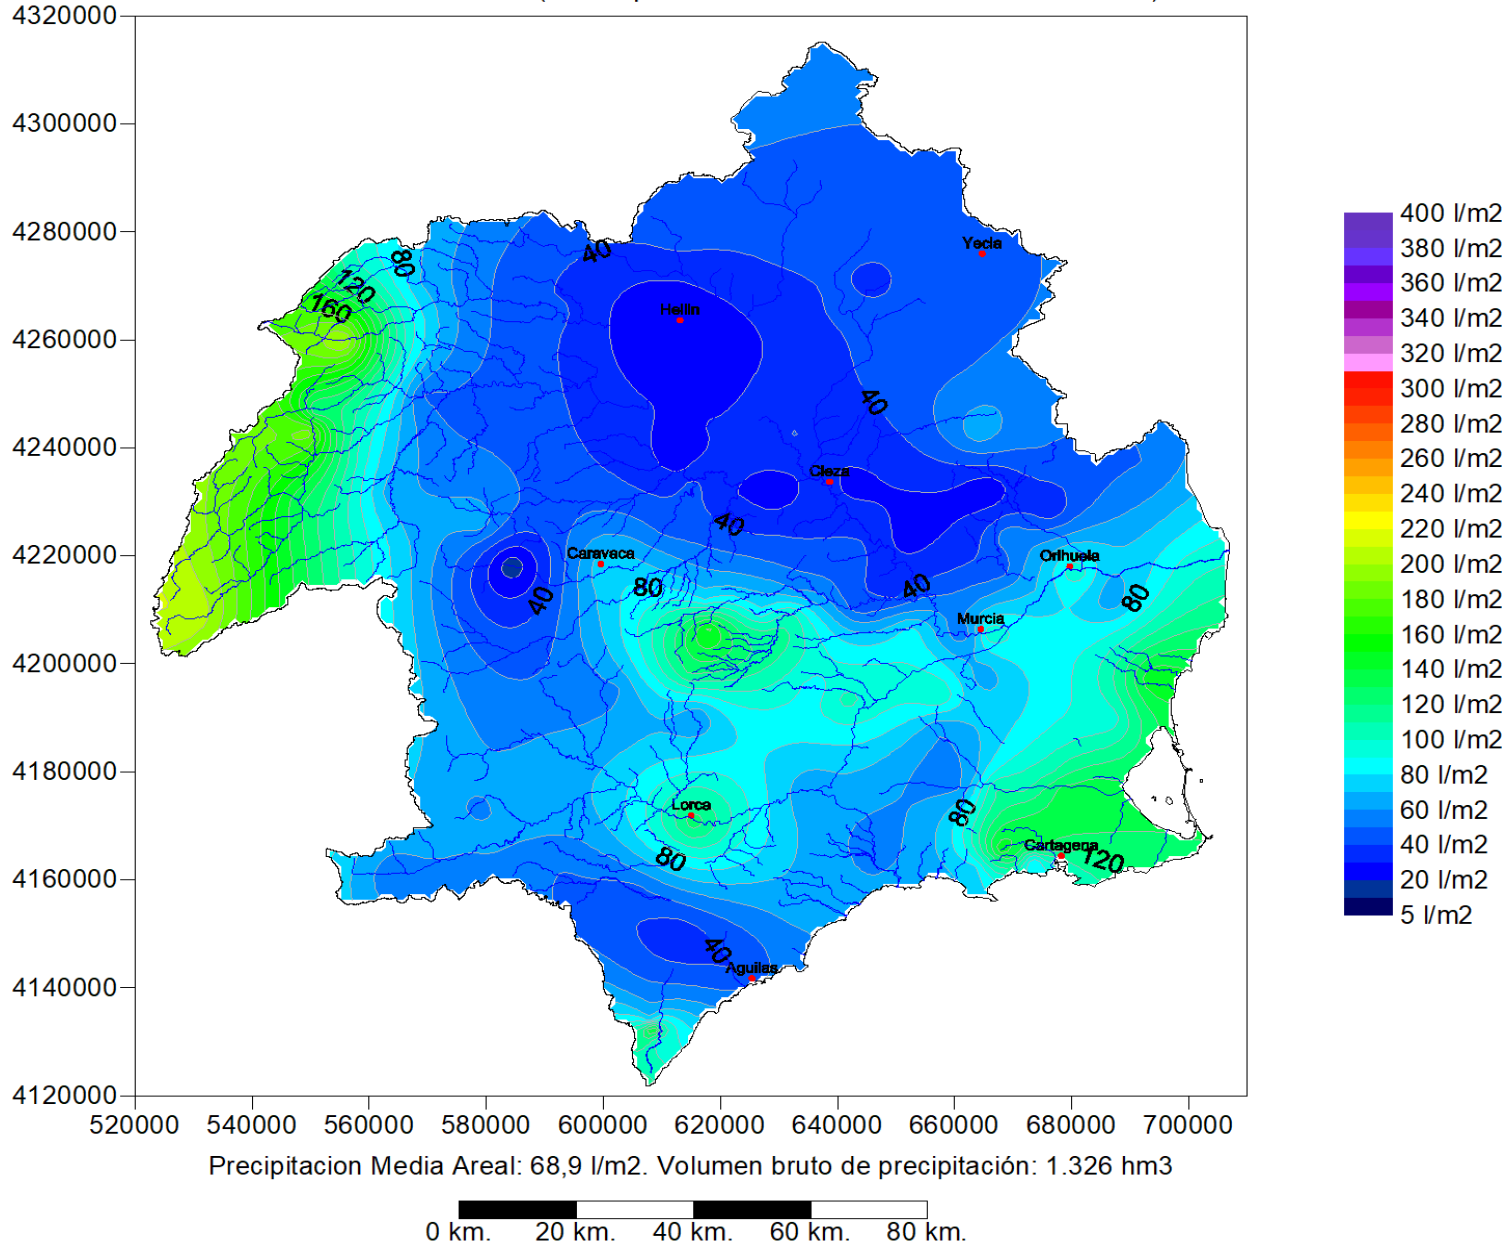 4320000
4300000
4280000
4260000
4240000
4220000
4200000
4180000
4160000
4140000
4120000
520000 540000 560000 580000 600000 620000 640000 660000 680000 700000
Yecla
40
80
120
160
Hellin
40
Cieza
40
Caravaca
Orihuela
80
40
40
80
Murcia
Lorca
80
80
Cartagena
120
40
Aguilas
400 l/m2
380 l/m2
360 l/m2
340 l/m2
320 l/m2
300 l/m2
280 l/m2
260 l/m2
240 l/m2
220 l/m2
200 l/m2
180 l/m2
160 l/m2
140 l/m2
120 l/m2
100 l/m2
80 l/m2
60 l/m2
40 l/m2
20 l/m2
5 l/m2
Precipitacion Media Areal: 68,9 l/m2. Volumen bruto de precipitación: 1.326 hm3
0 km. 20 km. 40 km. 60 km. 80 km.